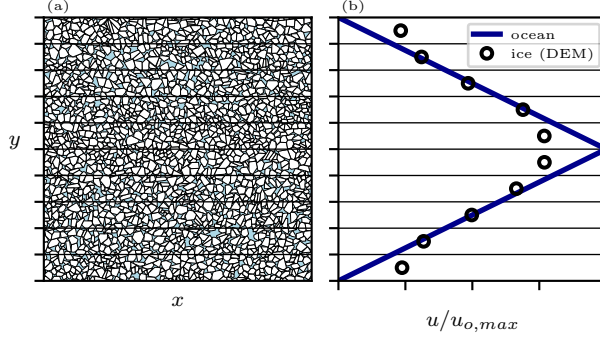 (a)
(b)
ocean
ice (DEM)
y
x
u/u_{o,max}